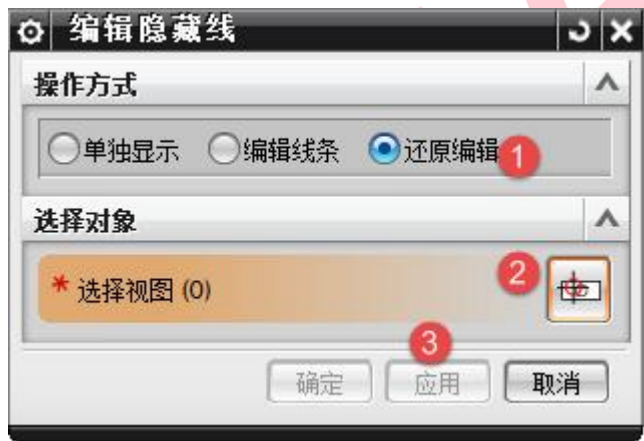 编辑隐藏线
操作方式
单独显示 编辑线条 还原编辑 1
选择对象
* 选择视图 (0) 2
3
确定 应用 取消